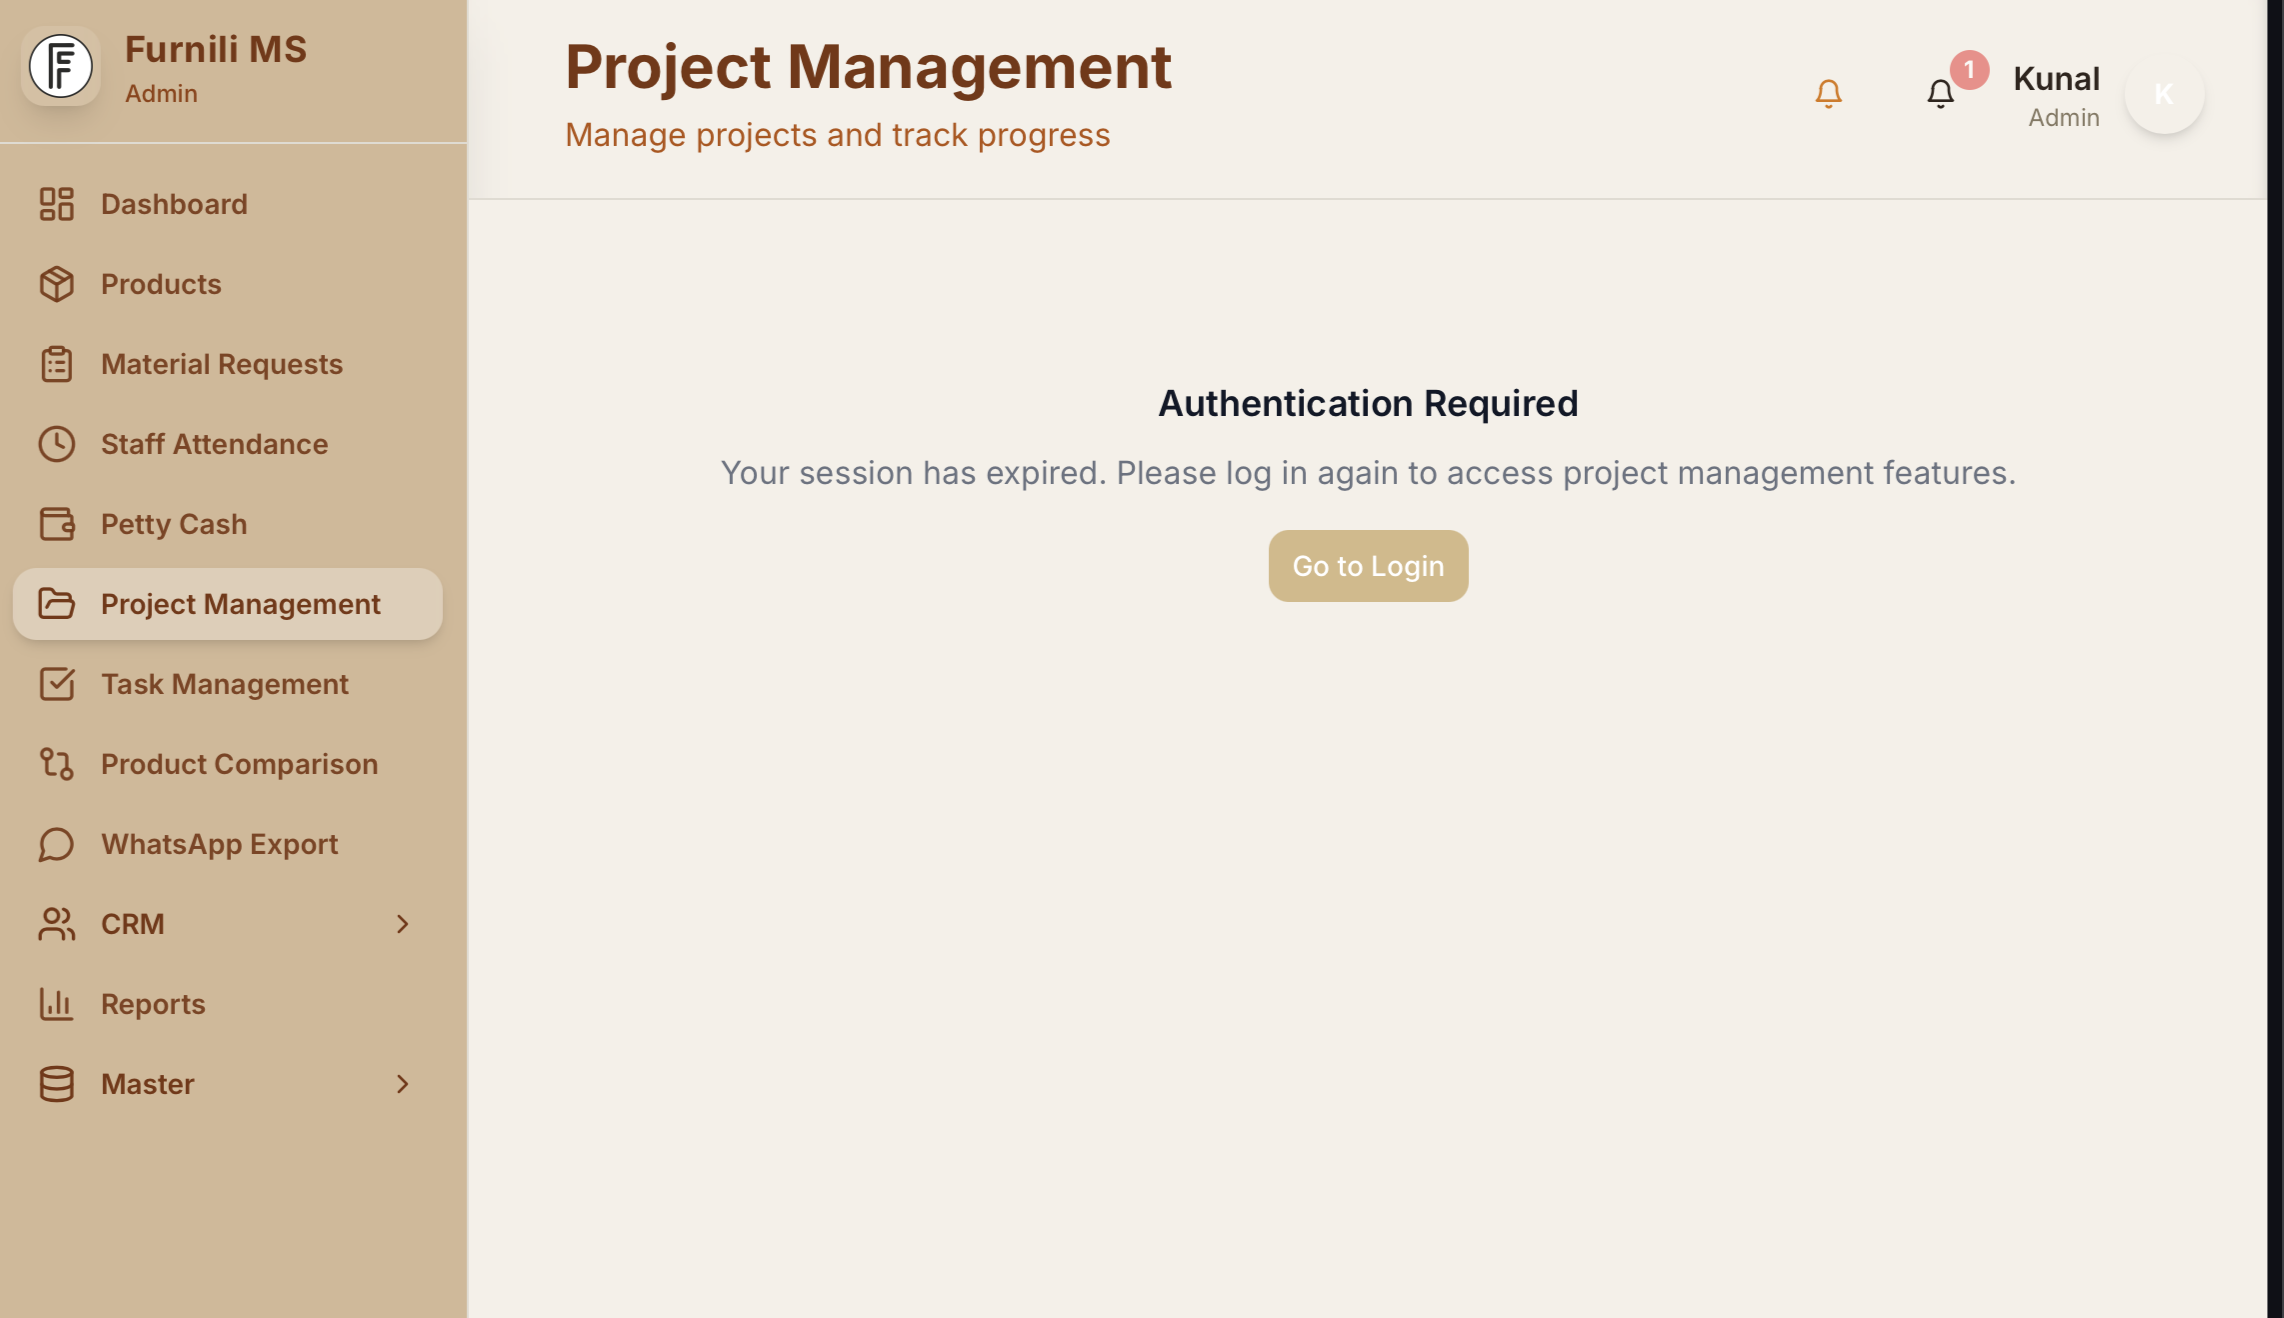 Furnili MS
Admin
Dashboard
Products
Material Requests
Staff Attendance
Petty Cash
Project Management
Task Management
Product Comparison
WhatsApp Export
CRM
Reports
Master
Project Management
Manage projects and track progress
1
Kunal
Admin
K
Authentication Required
Your session has expired. Please log in again to access project management features.
Go to Login